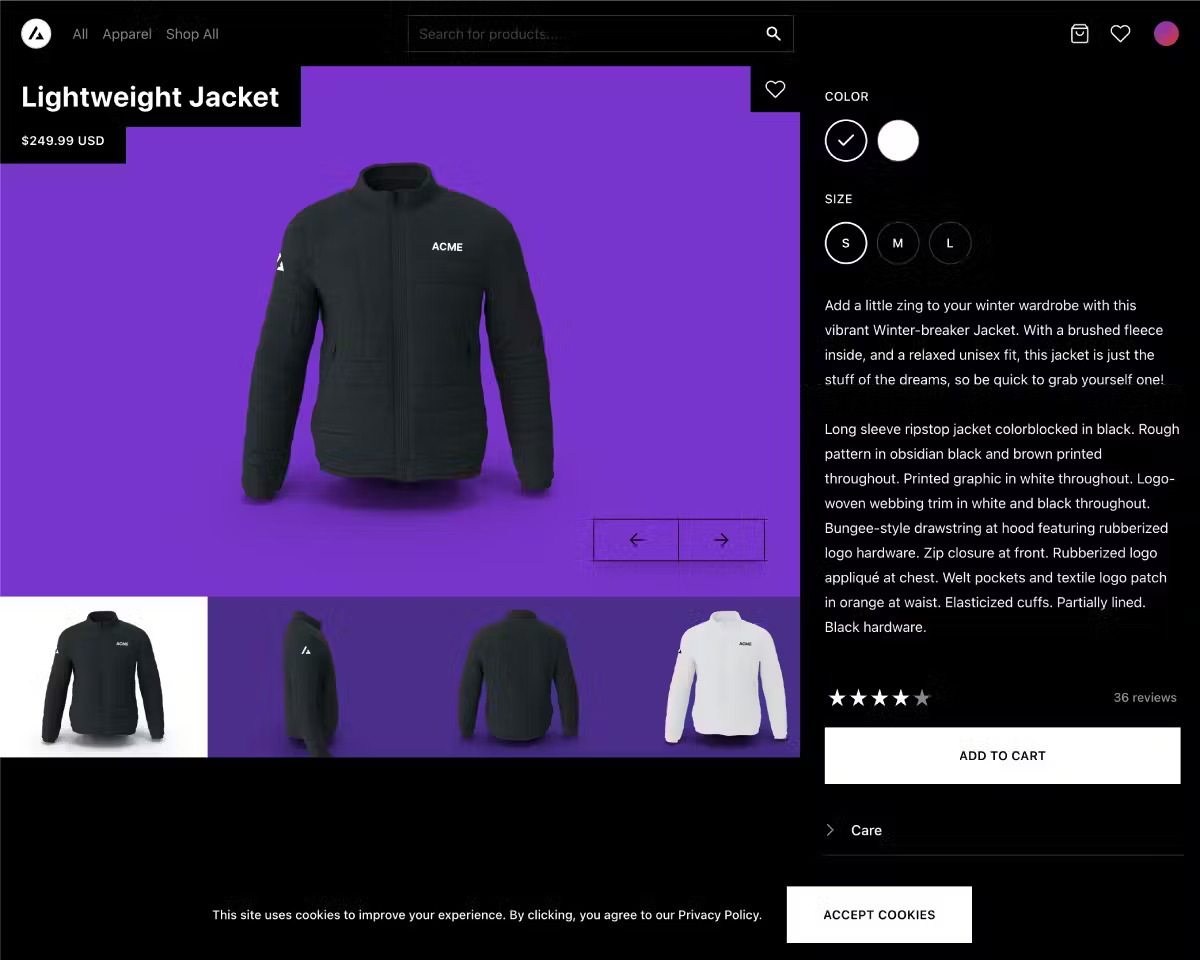 All Apparel Shop All
Search for products...
Lightweight Jacket
$249.99 USD
ACME
ACME
ACME
COLOR
SIZE
S M L
Add a little zing to your winter wardrobe with this
vibrant Winter-breaker Jacket. With a brushed fleece
inside, and a relaxed unisex fit, this jacket is just the
stuff of the dreams, so be quick to grab yourself one!
Long sleeve ripstop jacket colorblocked in black. Rough
pattern in obsidian black and brown printed
throughout. Printed graphic in white throughout. Logo-
woven webbing trim in white and black throughout.
Bungee-style drawstring at hood featuring rubberized
logo hardware. Zip closure at front. Rubberized logo
appliqué at chest. Welt pockets and textile logo patch
in orange at waist. Elasticized cuffs. Partially lined.
Black hardware.
36 reviews
ADD TO CART
Care
This site uses cookies to improve your experience. By clicking, you agree to our Privacy Policy.
ACCEPT COOKIES